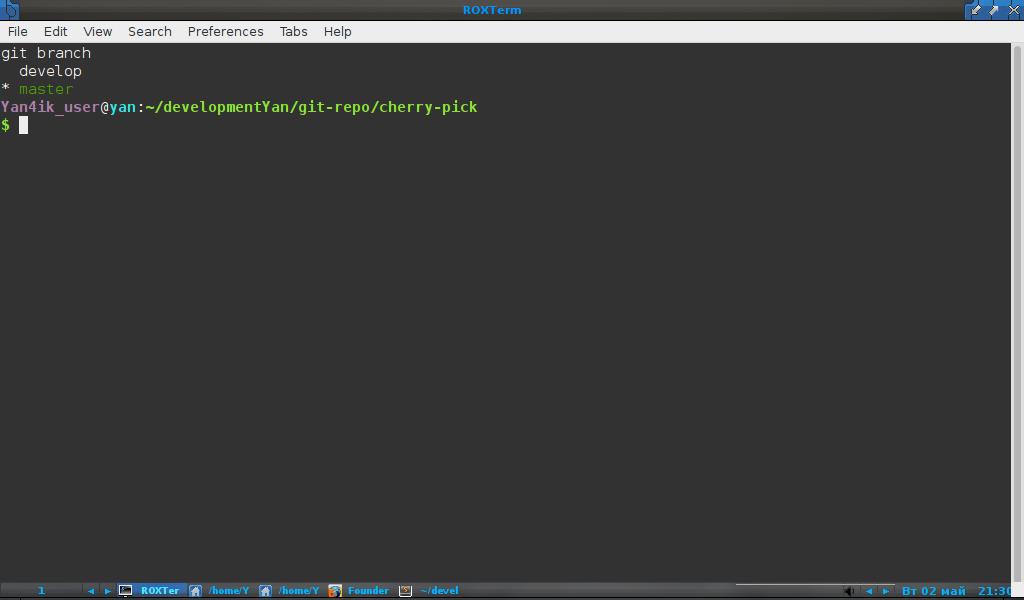 ROXTerm
File Edit View Search Preferences Tabs Help
git branch
develop
* master
Yan4ik_user@yan:~/developmentYan/git-repo/cherry-pick
$
1 ROXTer /home/Y /home/Y Founder ~/devel Вт 02 май 21:30